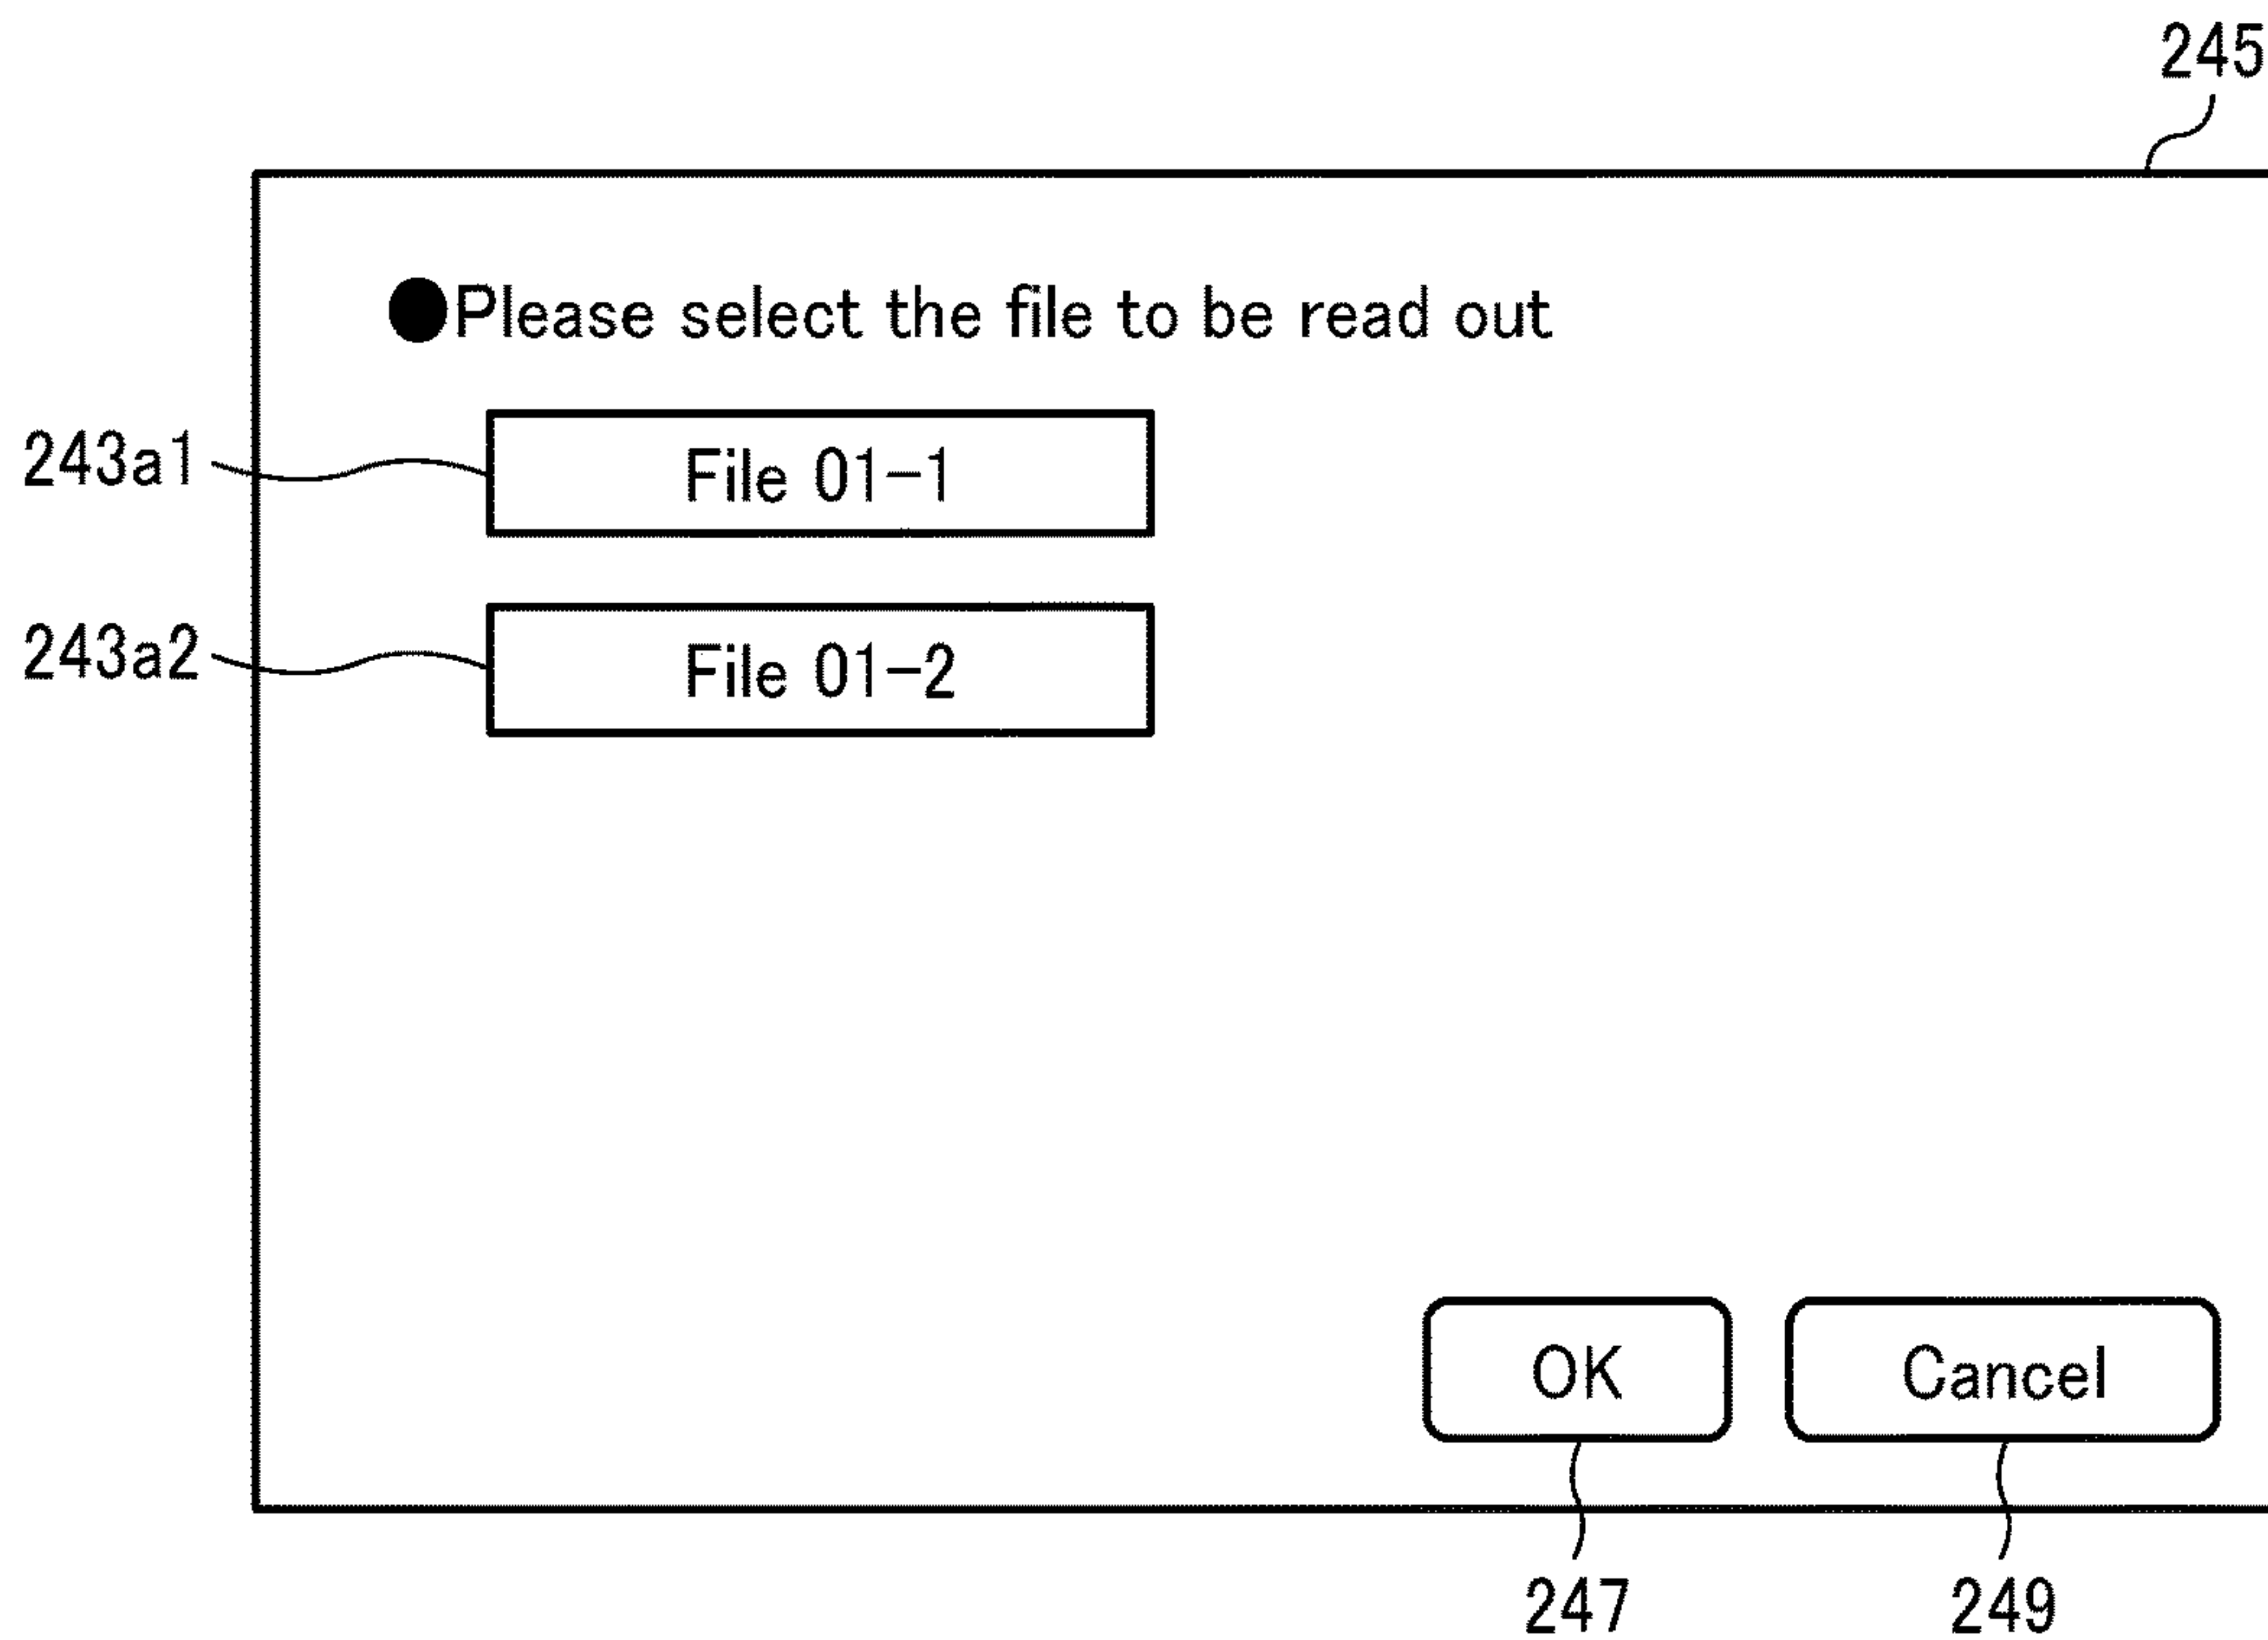 245
●Please select the file to be read out
243a1 File 01-1
243a2 File 01-2
OK Cancel
247 249